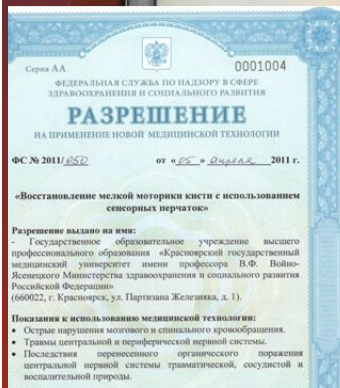 Серия АА
0001004
ФЕДЕРАЛЬНАЯ СЛУЖБА ПО НАДЗОРУ В СФЕРЕ
ЗДРАВООХРАНЕНИЯ И СОЦИАЛЬНОГО РАЗВИТИЯ
РАЗРЕШЕНИЕ
НА ПРИМЕНЕНИЕ НОВОЙ МЕДИЦИНСКОЙ ТЕХНОЛОГИИ
ФС № 2011/050 от «05» апреля 2011 г.
«Восстановление мелкой моторики кисти с использованием
сенсорных перчаток»
Разрешение выдано на имя:
- Государственное образовательное учреждение высшего
профессионального образования «Красноярский государственный
медицинский университет имени профессора В.Ф. Войно-
Ясенецкого Министерства здравоохранения и социального развития
Российской Федерации»
(660022, г. Красноярск, ул. Партизана Железняка, д. 1).
Показания к использованию медицинской технологии:
• Острые нарушения мозгового и спинального кровообращения.
• Травмы центральной и периферической нервной системы.
• Последствия перенесенного органического поражения
центральной нервной системы травматической, сосудистой и
воспалительной природы.